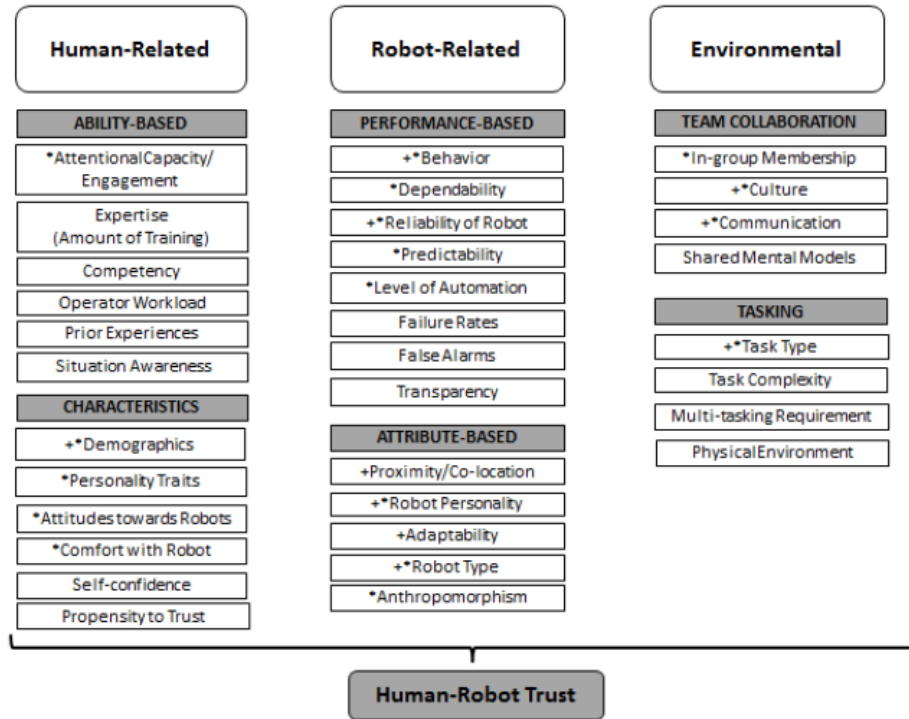 Human-Related
ABILITY-BASED
*Attentional Capacity/
Engagement
Expertise
(Amount of Training)
Competency
Operator Workload
Prior Experiences
Situation Awareness
CHARACTERISTICS
+*Demographics
*Personality Traits
*Attitudes towards Robots
*Comfort with Robot
Self-confidence
Propensity to Trust
Robot-Related
PERFORMANCE-BASED
+*Behavior
*Dependability
+*Reliability of Robot
*Predictability
*Level of Automation
Failure Rates
False Alarms
Transparency
ATTRIBUTE-BASED
+Proximity/Co-location
+*Robot Personality
+Adaptability
+*Robot Type
*Anthropomorphism
Environmental
TEAM COLLABORATION
*In-group Membership
+*Culture
+*Communication
Shared Mental Models
TASKING
+*Task Type
Task Complexity
Multi-tasking Requirement
Physical Environment
Human-Robot Trust